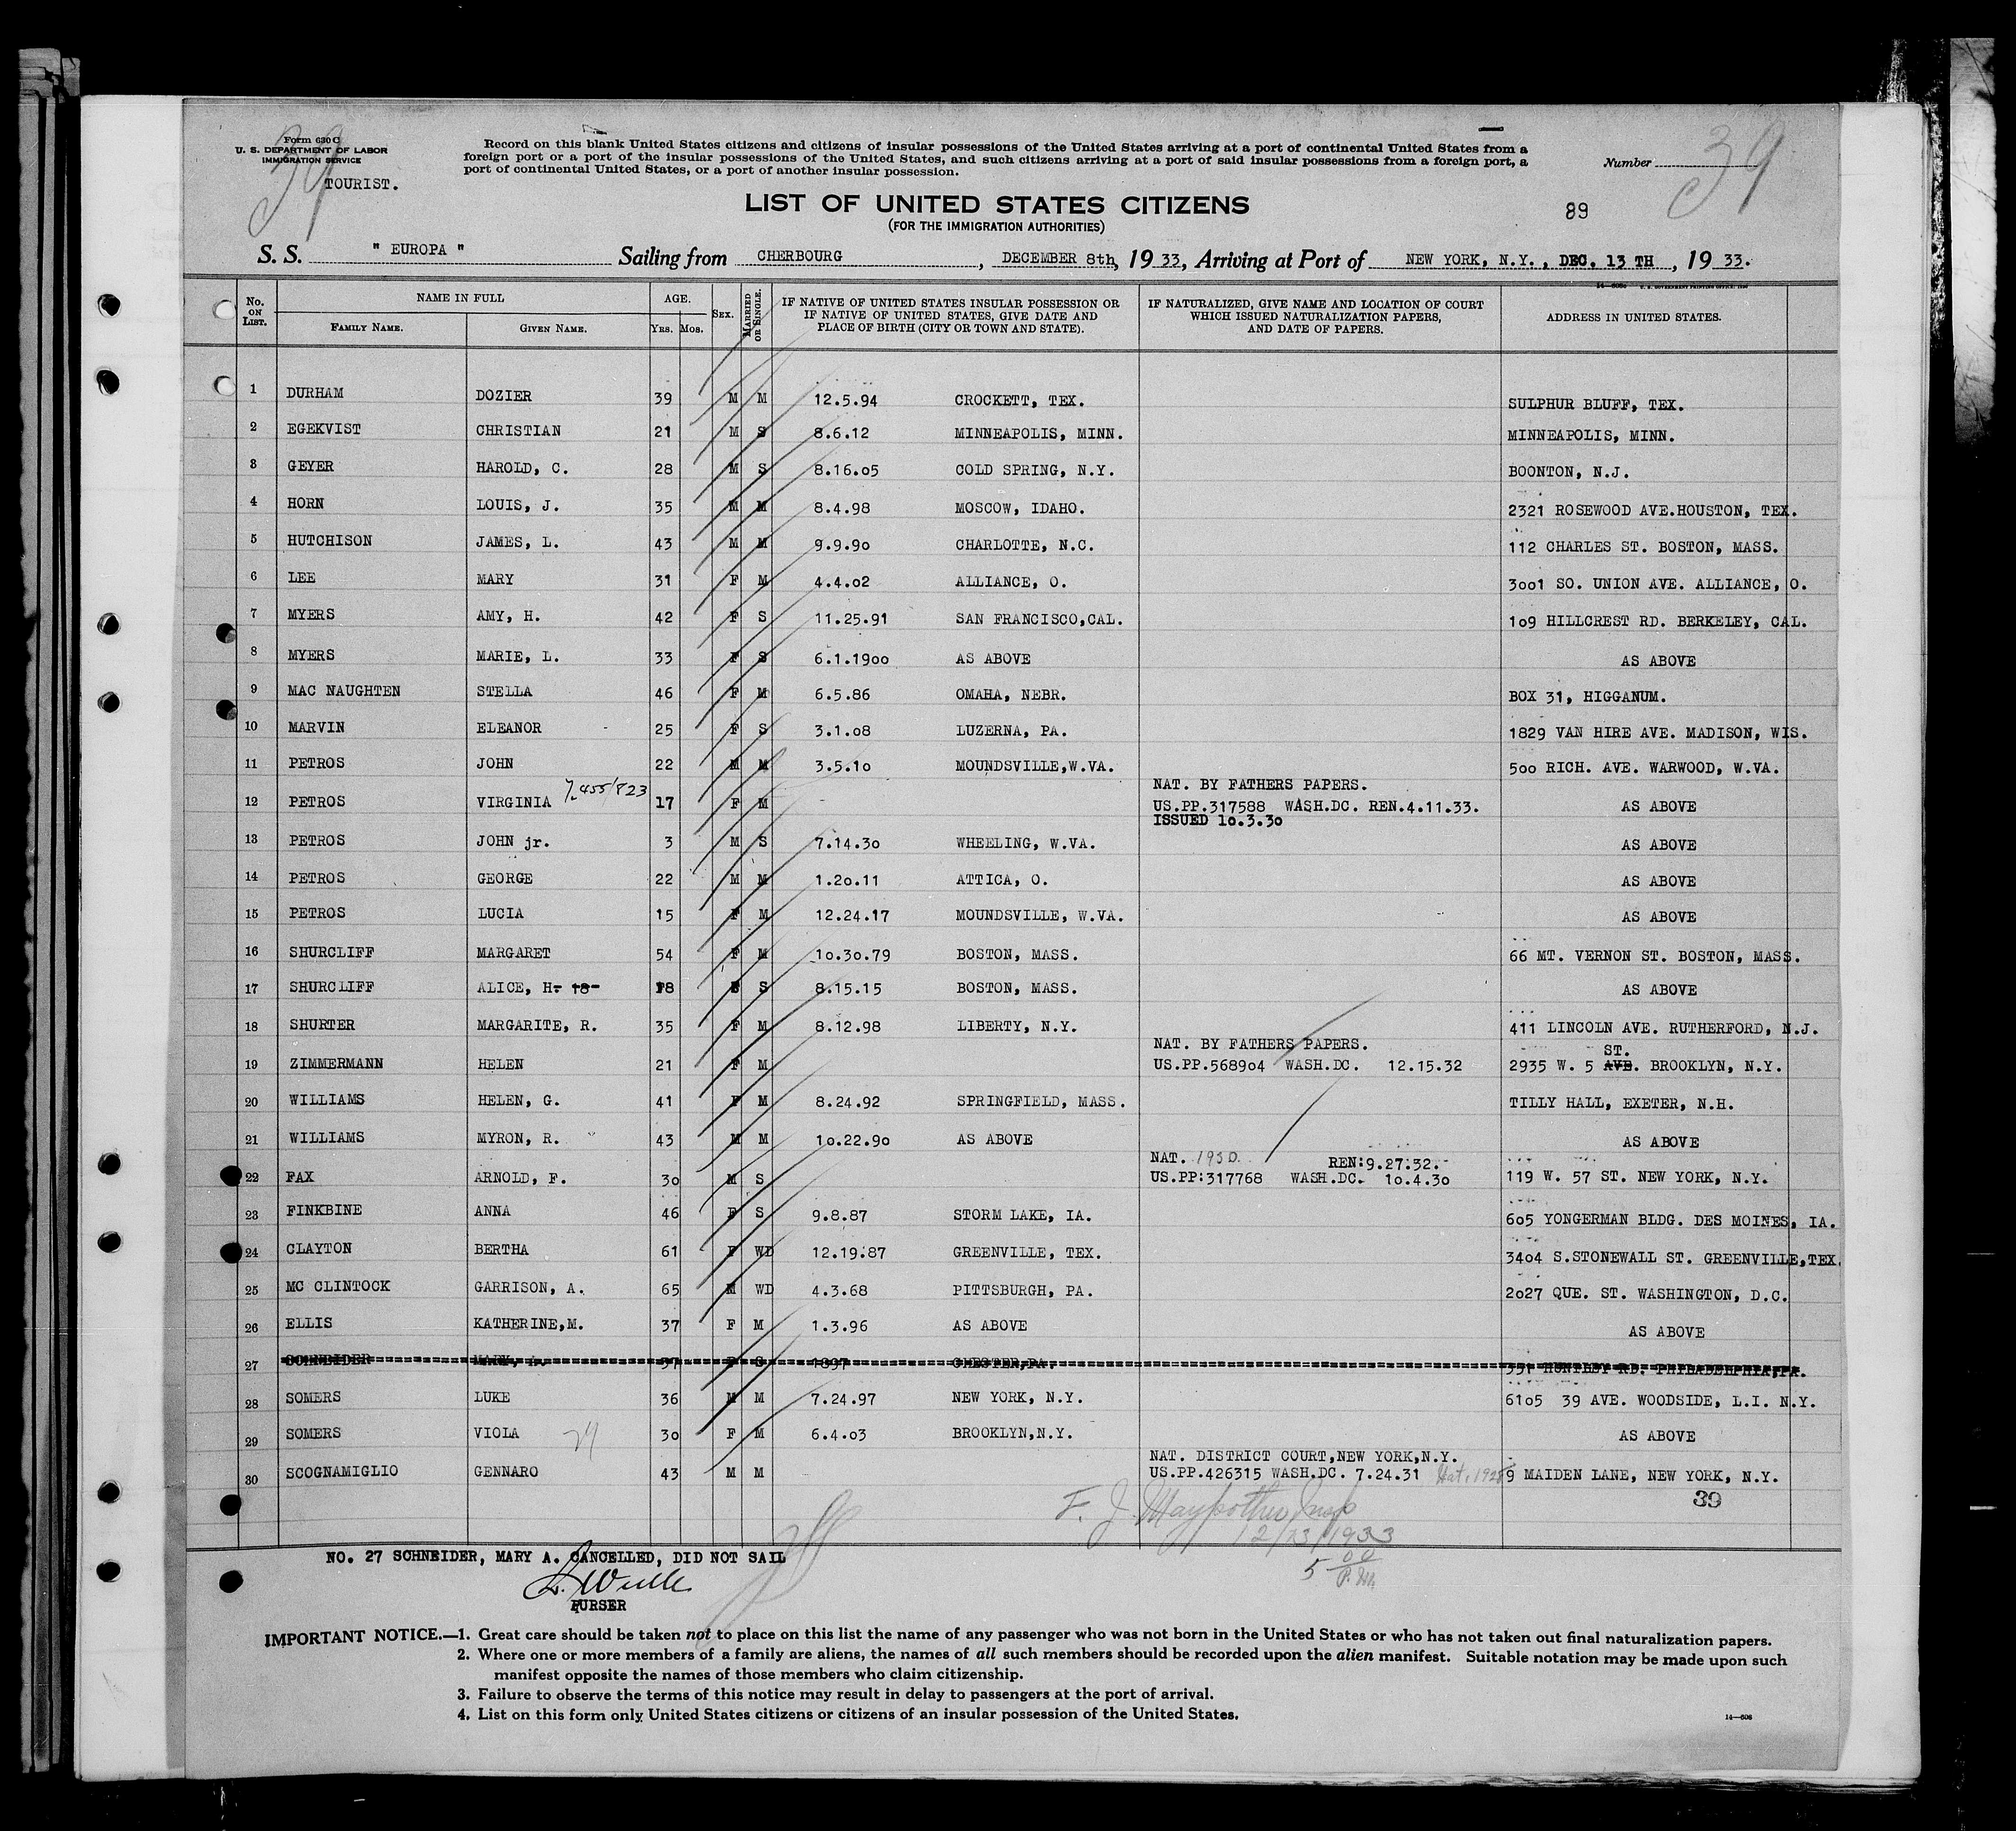 Form 630 C
U. S. DEPARTMENT OF LABOR
IMMIGRATION SERVICE
TOURIST.
39
Record on this blank United States citizens and citizens of insular possessions of the United States arriving at a port of continental United States from a
foreign port or a port of the insular possessions of the United States, and such citizens arriving at a port of said insular possessions from a foreign port, a
port of continental United States, or a port of another insular possession.
Number 39
LIST OF UNITED STATES CITIZENS
(FOR THE IMMIGRATION AUTHORITIES)
89
S. S. " EUROPA " Sailing from CHERBOURG, DECEMBER 8th, 1933, Arriving at Port of NEW YORK, N.Y., DEC. 13 TH, 1933.
No. ON LIST. NAME IN FULL FAMILY NAME. GIVEN NAME. AGE. YRS. MOS. SEX. MARRIED OR SINGLE. IF NATIVE OF UNITED STATES INSULAR POSSESSION OR IF NATIVE OF UNITED STATES, GIVE DATE AND PLACE OF BIRTH (CITY OR TOWN AND STATE). IF NATURALIZED, GIVE NAME AND LOCATION OF COURT WHICH ISSUED NATURALIZATION PAPERS, AND DATE OF PAPERS. ADDRESS IN UNITED STATES.
1 DURHAM DOZIER 39 M M 12.5.94 CROCKETT, TEX. SULPHUR BLUFF, TEX.
2 EGEKVIST CHRISTIAN 21 M S 8.6.12 MINNEAPOLIS, MINN. MINNEAPOLIS, MINN.
3 GEYER HAROLD, C. 28 M S 8.16.05 COLD SPRING, N.Y. BOONTON, N.J.
4 HORN LOUIS, J. 35 M M 8.4.98 MOSCOW, IDAHO. 2321 ROSEWOOD AVE.HOUSTON, TEX.
5 HUTCHISON JAMES, L. 43 M M 9.9.90 CHARLOTTE, N.C. 112 CHARLES ST. BOSTON, MASS.
6 LEE MARY 31 F M 4.4.02 ALLIANCE, O. 3001 SO. UNION AVE. ALLIANCE, O.
7 MYERS AMY, H. 42 F S 11.25.91 SAN FRANCISCO,CAL. 109 HILLCREST RD. BERKELEY, CAL.
8 MYERS MARIE, L. 33 F S 6.1.1900 AS ABOVE AS ABOVE
9 MAC NAUGHTEN STELLA 46 F M 6.5.86 OMAHA, NEBR. BOX 31, HIGGANUM.
10 MARVIN ELEANOR 25 F S 3.1.08 LUZERNA, PA. 1829 VAN HIRE AVE. MADISON, WIS.
11 PETROS JOHN 22 M M 3.5.10 MOUNDSVILLE,W.VA. 500 RICH. AVE. WARWOOD, W.VA.
NAT. BY FATHERS PAPERS.
12 PETROS VIRGINIA 17 F M US.PP.317588 WASH.DC. REN.4.11.33. AS ABOVE
ISSUED 10.3.30
13 PETROS JOHN jr. 3 M S 7.14.30 WHEELING, W.VA. AS ABOVE
14 PETROS GEORGE 22 M M 1.20.11 ATTICA, O. AS ABOVE
15 PETROS LUCIA 15 F M 12.24.17 MOUNDSVILLE, W.VA. AS ABOVE
16 SHURCLIFF MARGARET 54 F M 10.30.79 BOSTON, MASS. 66 MT. VERNON ST. BOSTON, MASS.
17 SHURCLIFF ALICE, H. 18 18 F S 8.15.15 BOSTON, MASS. AS ABOVE
18 SHURTER MARGARITE, R. 35 F M 8.12.98 LIBERTY, N.Y. 411 LINCOLN AVE. RUTHERFORD, N.J.
NAT. BY FATHERS PAPERS. ST.
19 ZIMMERMANN HELEN 21 F M US.PP.568904 WASH.DC. 12.15.32 2935 W. 5 AVE. BROOKLYN, N.Y.
20 WILLIAMS HELEN, G. 41 F M 8.24.92 SPRINGFIELD, MASS. TILLY HALL, EXETER, N.H.
21 WILLIAMS MYRON, R. 43 M M 10.22.90 AS ABOVE AS ABOVE
NAT. 1930 REN:9.27.32.
22 FAX ARNOLD, F. 30 M S US.PP:317768 WASH.DC. 10.4.30 119 W. 57 ST. NEW YORK, N.Y.
23 FINKBINE ANNA 46 F S 9.8.87 STORM LAKE, IA. 605 YONGERMAN BLDG. DES MOINES, IA.
24 CLAYTON BERTHA 61 F WD 12.19.87 GREENVILLE, TEX. 3404 S.STONEWALL ST. GREENVILLE,TEX.
25 MC CLINTOCK GARRISON, A. 65 M WD 4.3.68 PITTSBURGH, PA. 2027 QUE. ST. WASHINGTON, D.C.
26 ELLIS KATHERINE,M. 37 F M 1.3.96 AS ABOVE AS ABOVE
27 SCHNEIDER MARY, A. 37 F S 1897 CHESTER,PA. HUNTLEY RD. PHILADELPHIA,PA.
28 SOMERS LUKE 36 M M 7.24.97 NEW YORK, N.Y. 6105 39 AVE. WOODSIDE, L.I. N.Y.
29 SOMERS VIOLA 30 F M 6.4.03 BROOKLYN,N.Y. AS ABOVE
NAT. DISTRICT COURT,NEW YORK,N.Y.
30 SCOGNAMIGLIO GENNARO 43 M M US.PP.426315 WASH.DC. 7.24.31 9 MAIDEN LANE, NEW YORK, N.Y.
39
12/23/1933
NO. 27 SCHNEIDER, MARY A. CANCELLED, DID NOT SAIL
PURSER
IMPORTANT NOTICE.—1. Great care should be taken not to place on this list the name of any passenger who was not born in the United States or who has not taken out final naturalization papers.
2. Where one or more members of a family are aliens, the names of all such members should be recorded upon the alien manifest. Suitable notation may be made upon such
manifest opposite the names of those members who claim citizenship.
3. Failure to observe the terms of this notice may result in delay to passengers at the port of arrival.
4. List on this form only United States citizens or citizens of an insular possession of the United States.
14—608